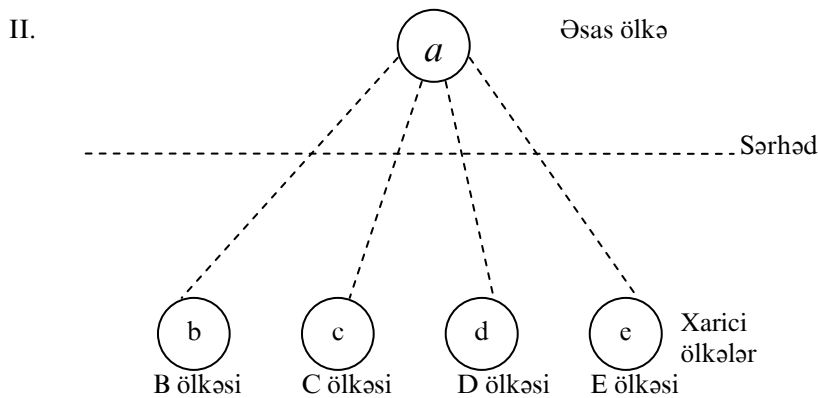 II.
a
Əsas ölkə
Sərhəd
b
c
d
e
Xarici
ölkələr
B ölkəsi
C ölkəsi
D ölkəsi
E ölkəsi